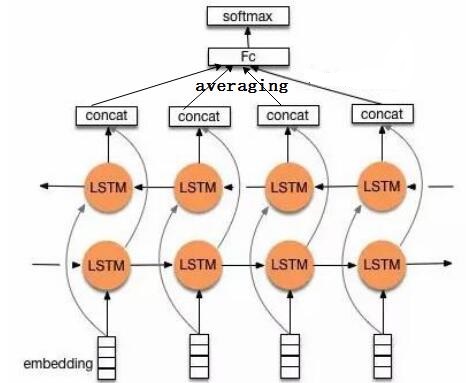 softmax
Fc
averaging
concat concat concat concat
LSTM LSTM LSTM LSTM
LSTM LSTM LSTM LSTM
embedding